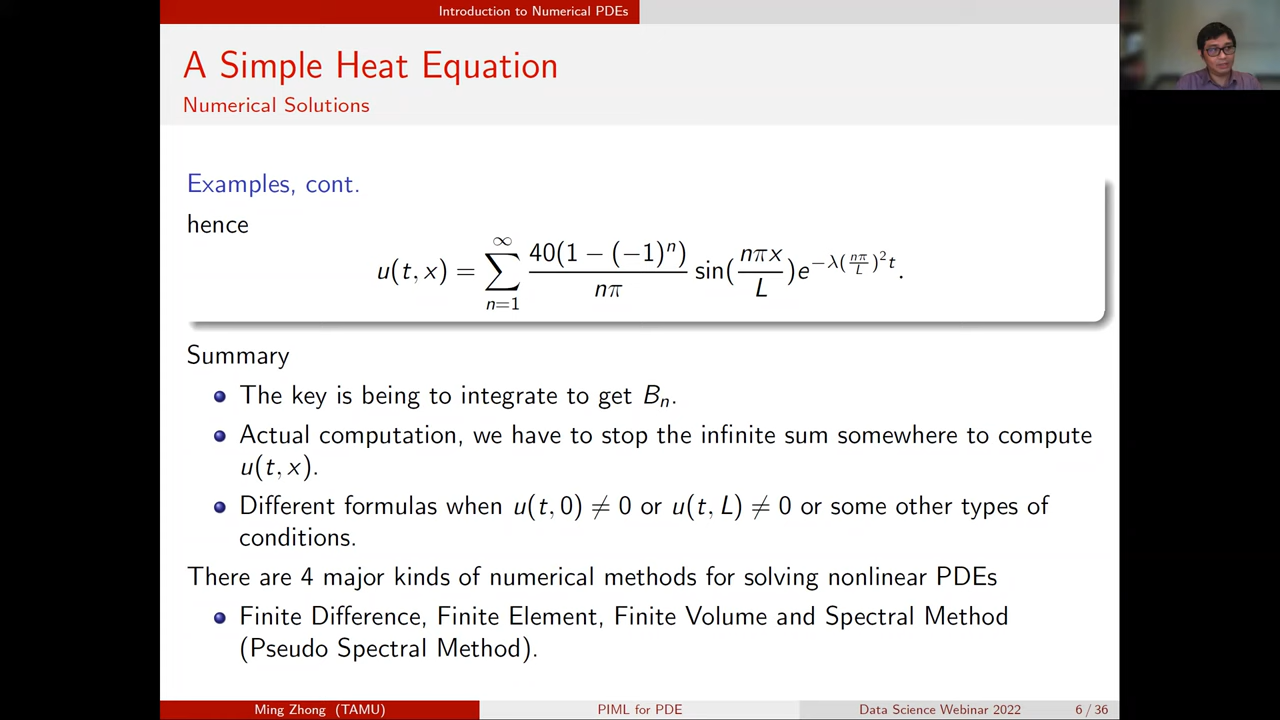 Introduction to Numerical PDEs
A Simple Heat Equation
Numerical Solutions
Examples, cont.
hence
u(t, x) = ∑_{n=1}^{∞} \frac{40(1 − (−1)^n)}{nπ} sin(\frac{nπx}{L})e^{−λ(\frac{nπ}{L})^2 t}.
Summary
The key is being to integrate to get B_n.
Actual computation, we have to stop the infinite sum somewhere to compute
u(t, x).
Different formulas when u(t, 0) ≠ 0 or u(t, L) ≠ 0 or some other types of
conditions.
There are 4 major kinds of numerical methods for solving nonlinear PDEs
Finite Difference, Finite Element, Finite Volume and Spectral Method
(Pseudo Spectral Method).
Ming Zhong (TAMU) PIML for PDE Data Science Webinar 2022 6 / 36